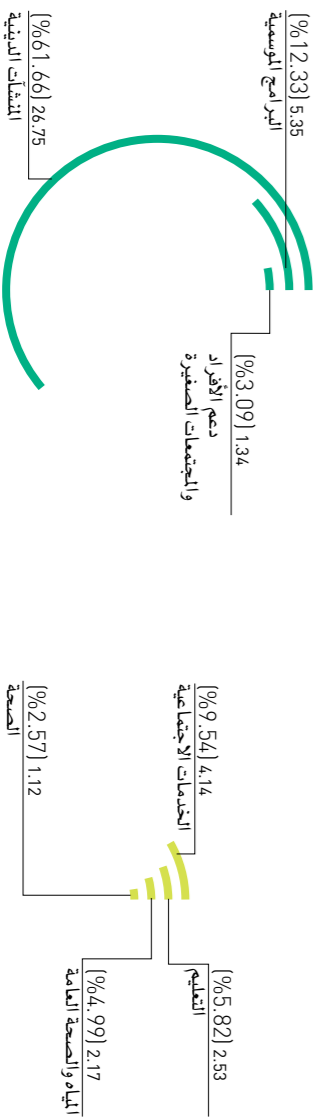 5.35 (%12.33)
البرامج الموسمية
26.75 (%61.66)
المنشآت الدينية
1.34 (%3.09)
دعم الأفراد
والمجتمعات الصغيرة
4.14 (%9.54)
الخدمات الاجتماعية
1.12 (%2.57)
الصحة
2.53 (%5.82)
التعليم
2.17 (%4.99)
المياه والصحة العامة